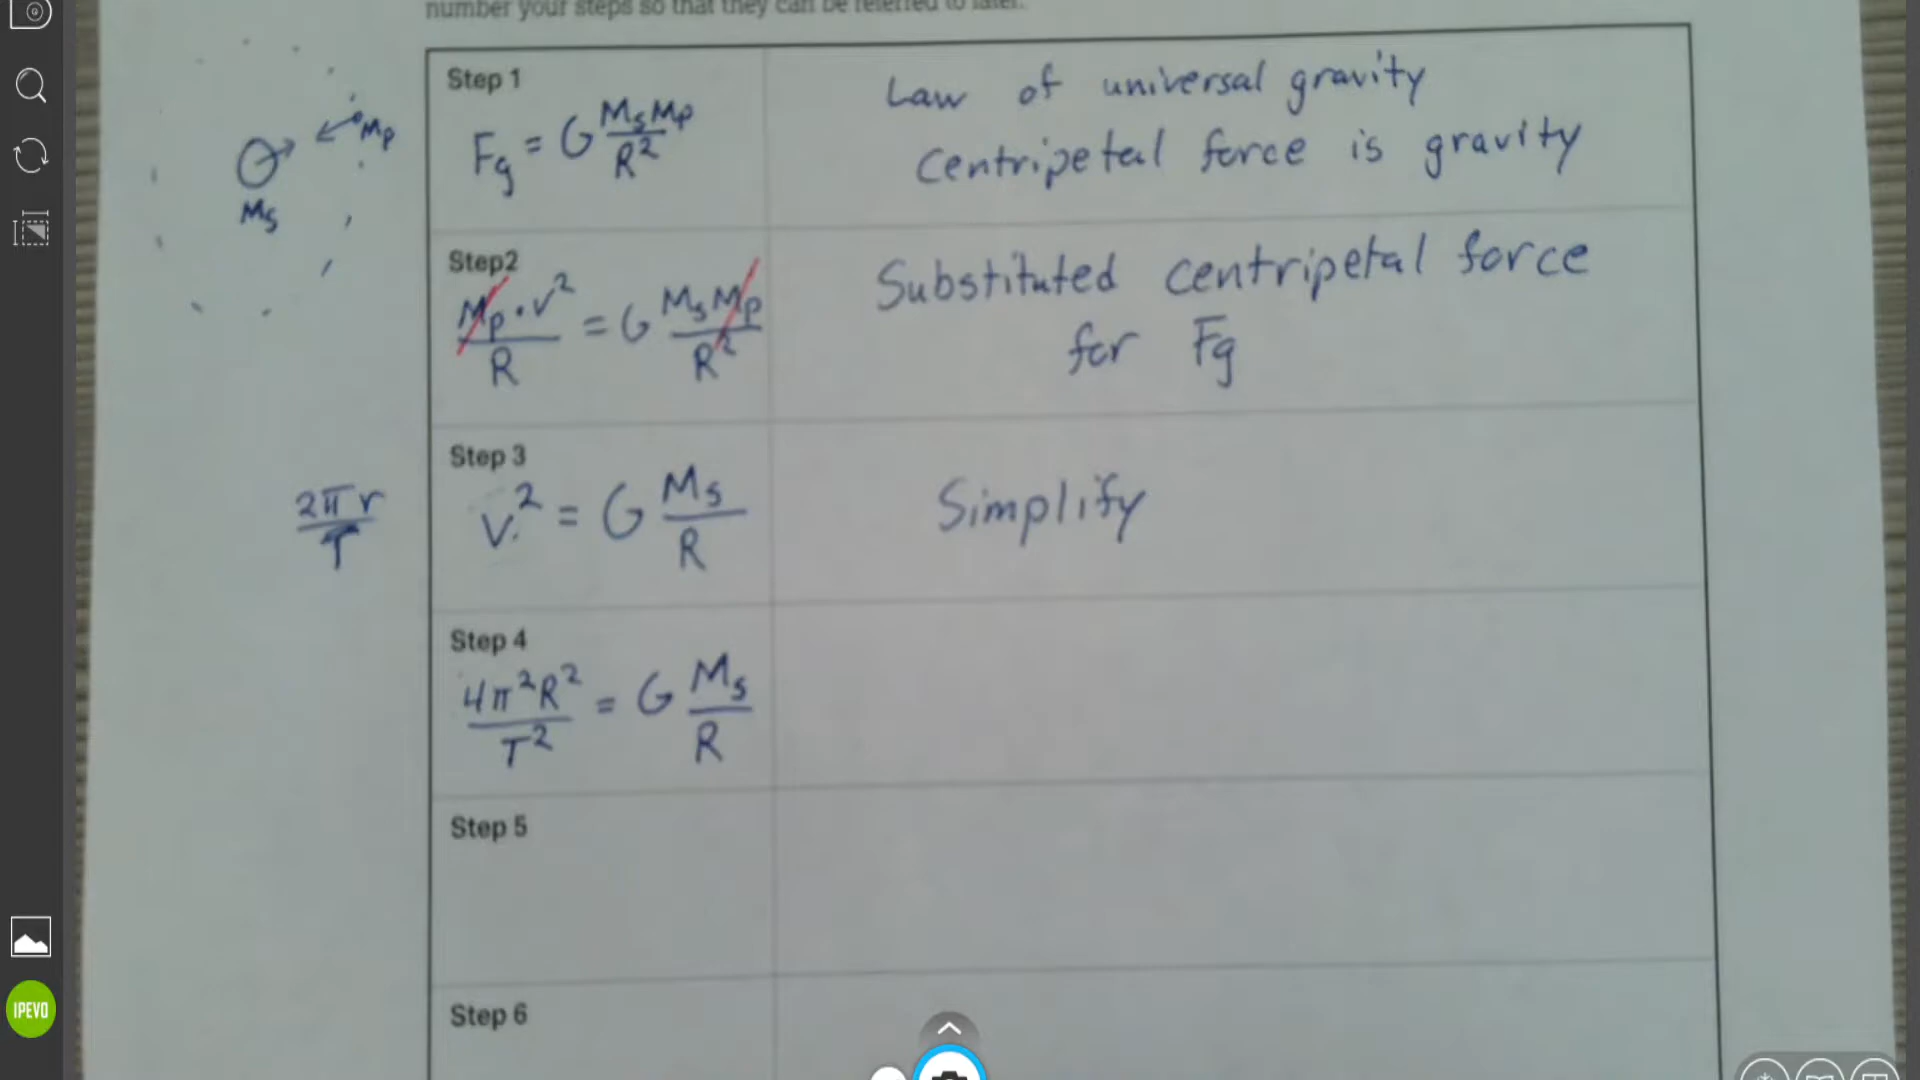 number your steps so that they can be referred to later.
Step 1
Fg = G MsMp / R²
Law of universal gravity
Centripetal force is gravity
Mp
Ms
Step2
Mp·v² / R = G MsMp / R²
Substituted centripetal force
for Fg
Step 3
2πr / T
v² = G Ms / R
Simplify
Step 4
4π²R² / T² = G Ms / R
Step 5
Step 6
IPEVO